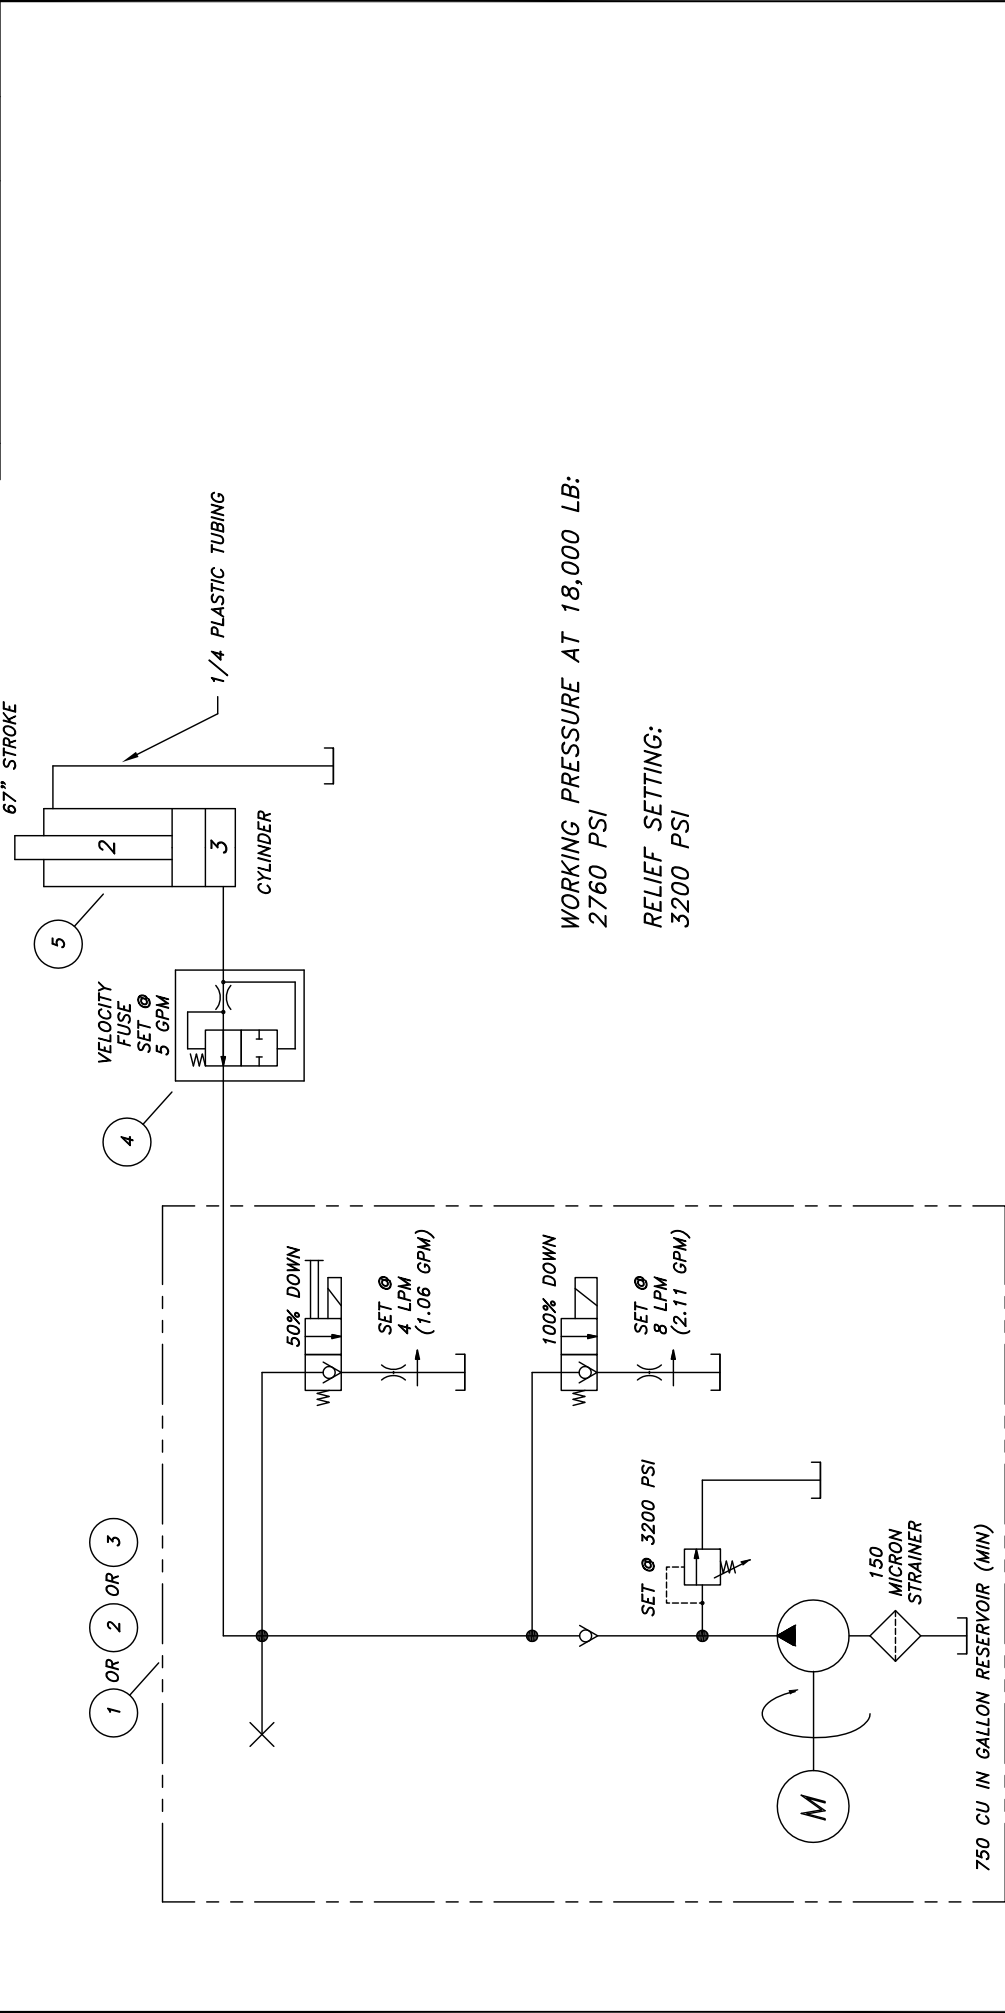 67" STROKE
5
2
3
CYLINDER
1/4 PLASTIC TUBING
VELOCITY
FUSE
SET @
5 GPM
4
WORKING PRESSURE AT 18,000 LB:
2760 PSI
RELIEF SETTING:
3200 PSI
1 OR 2 OR 3
50% DOWN
SET @
4 LPM
(1.06 GPM)
100% DOWN
SET @
8 LPM
(2.11 GPM)
SET @ 3200 PSI
M
150
MICRON
STRAINER
750 CU IN GALLON RESERVOIR (MIN)